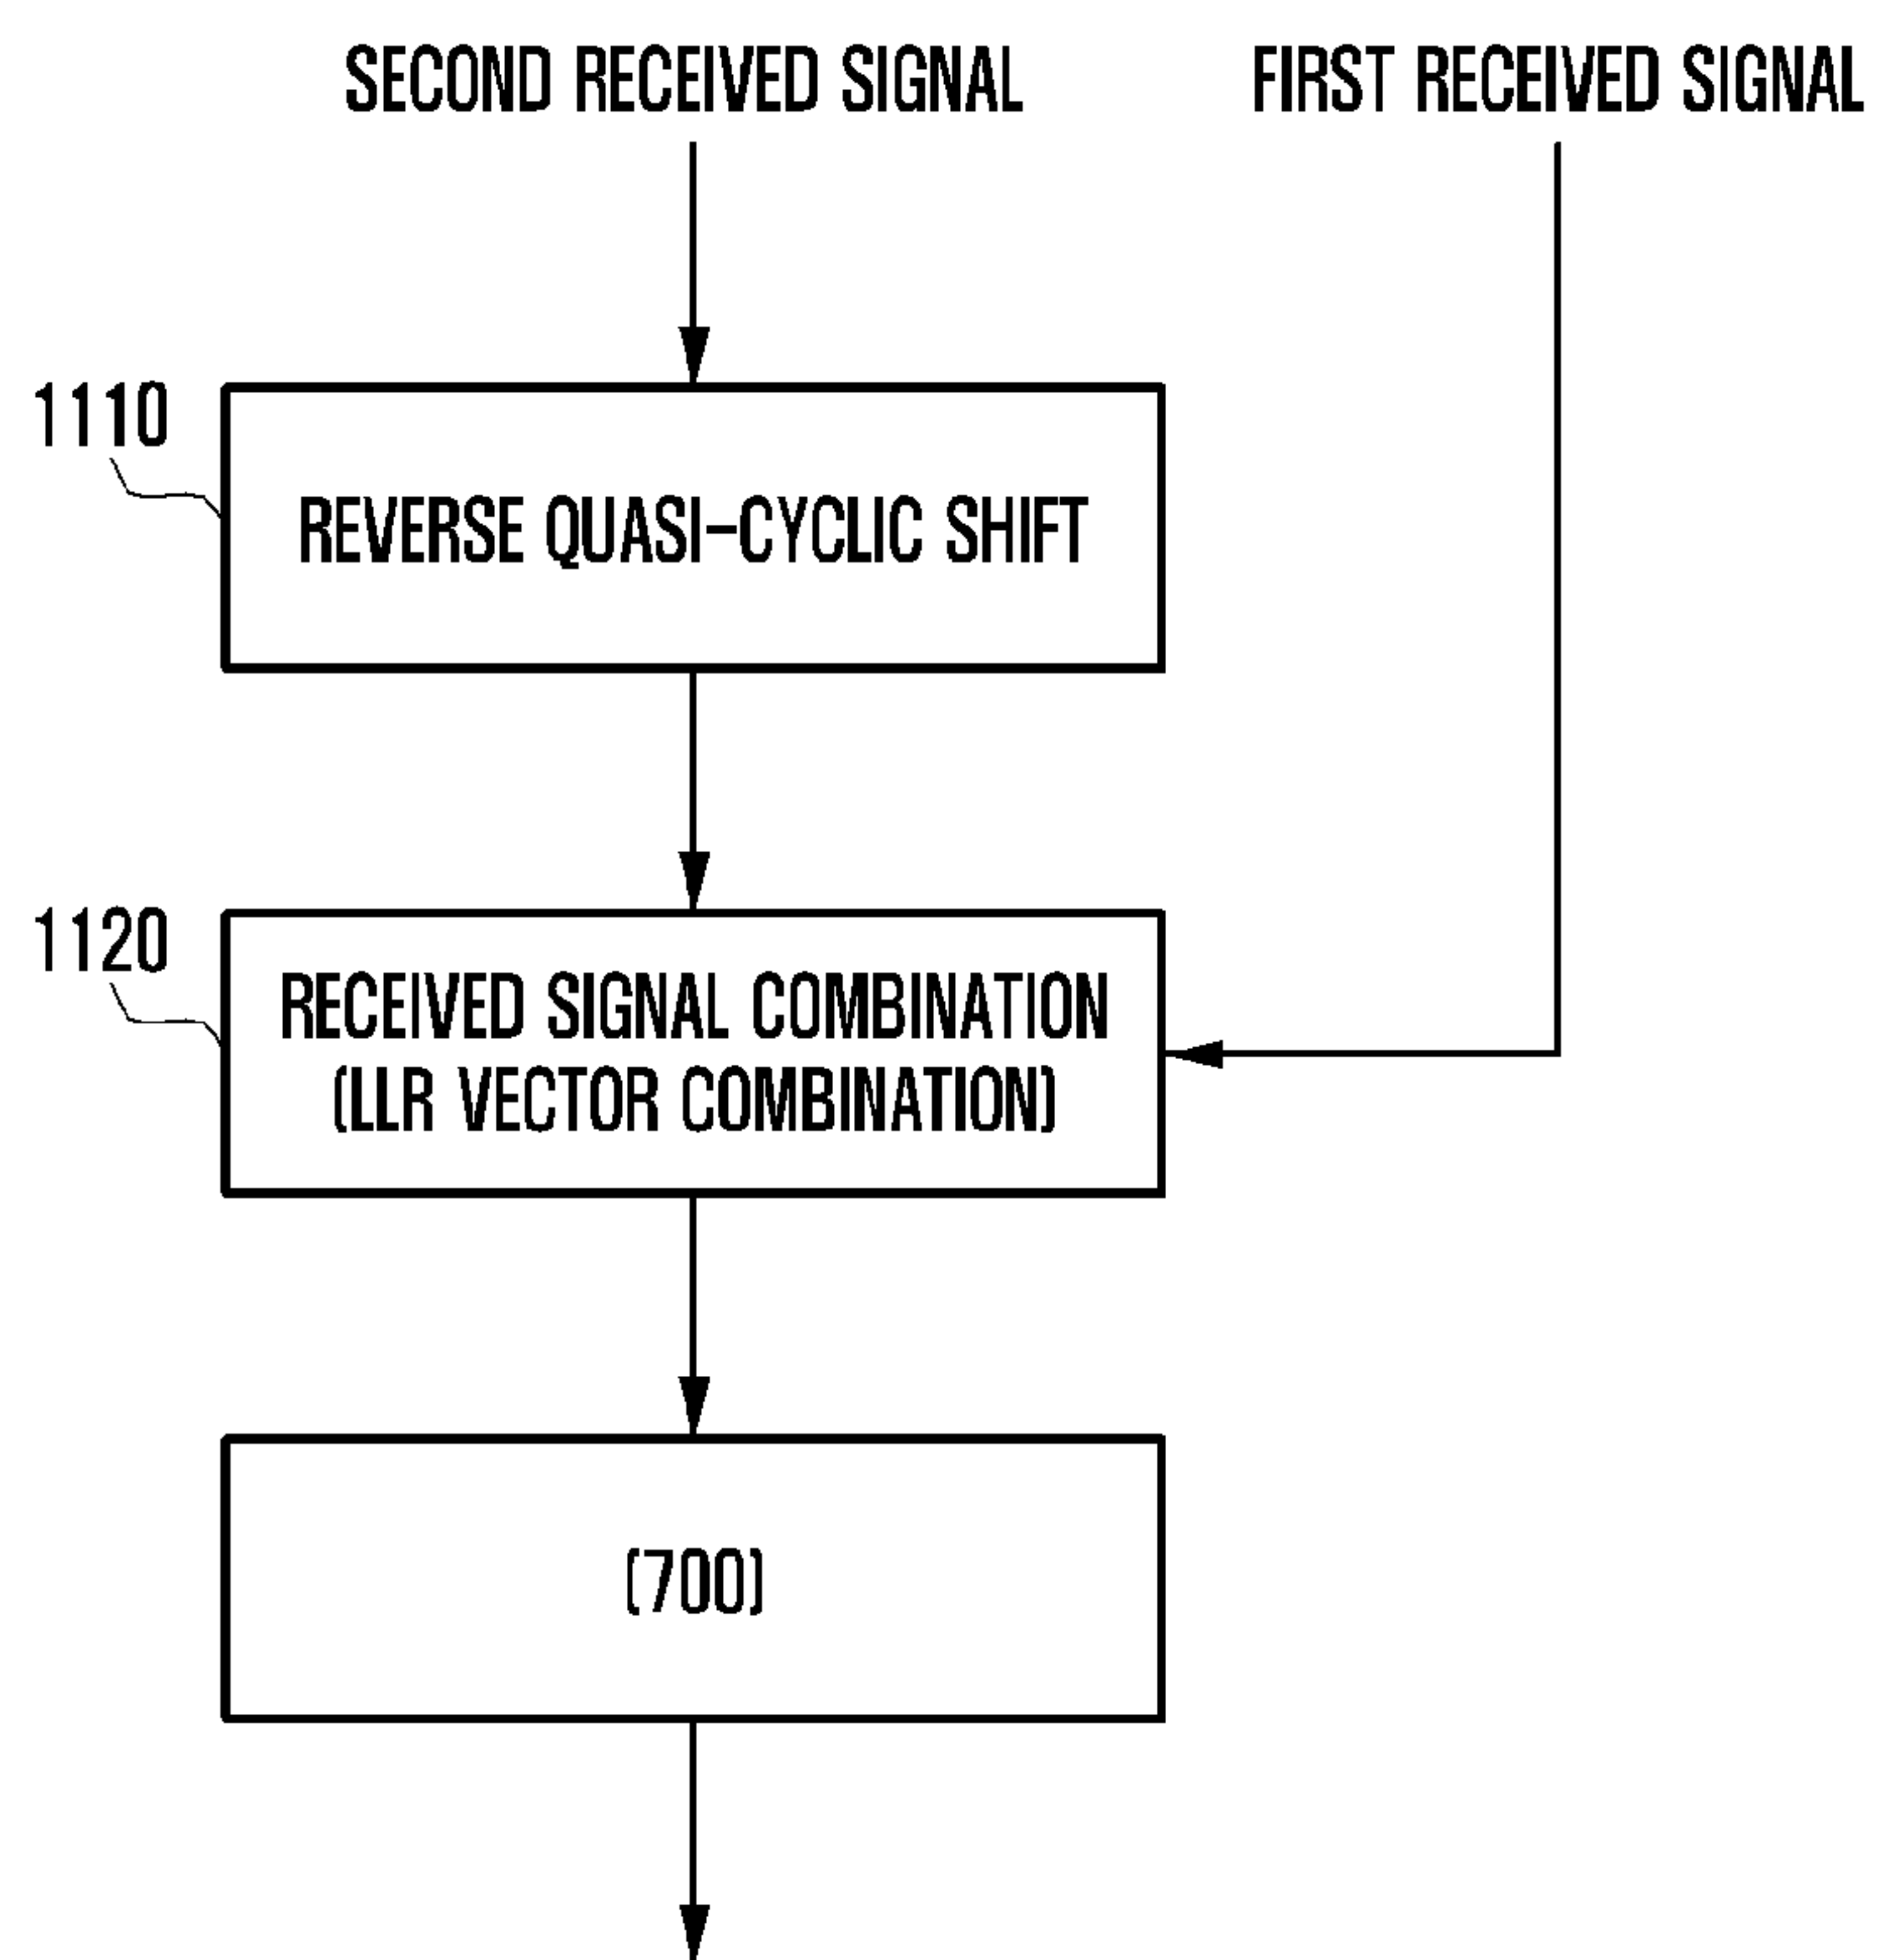 SECOND RECEIVED SIGNAL
FIRST RECEIVED SIGNAL
1110
REVERSE QUASI-CYCLIC SHIFT
1120
RECEIVED SIGNAL COMBINATION
(LLR VECTOR COMBINATION)
(700)